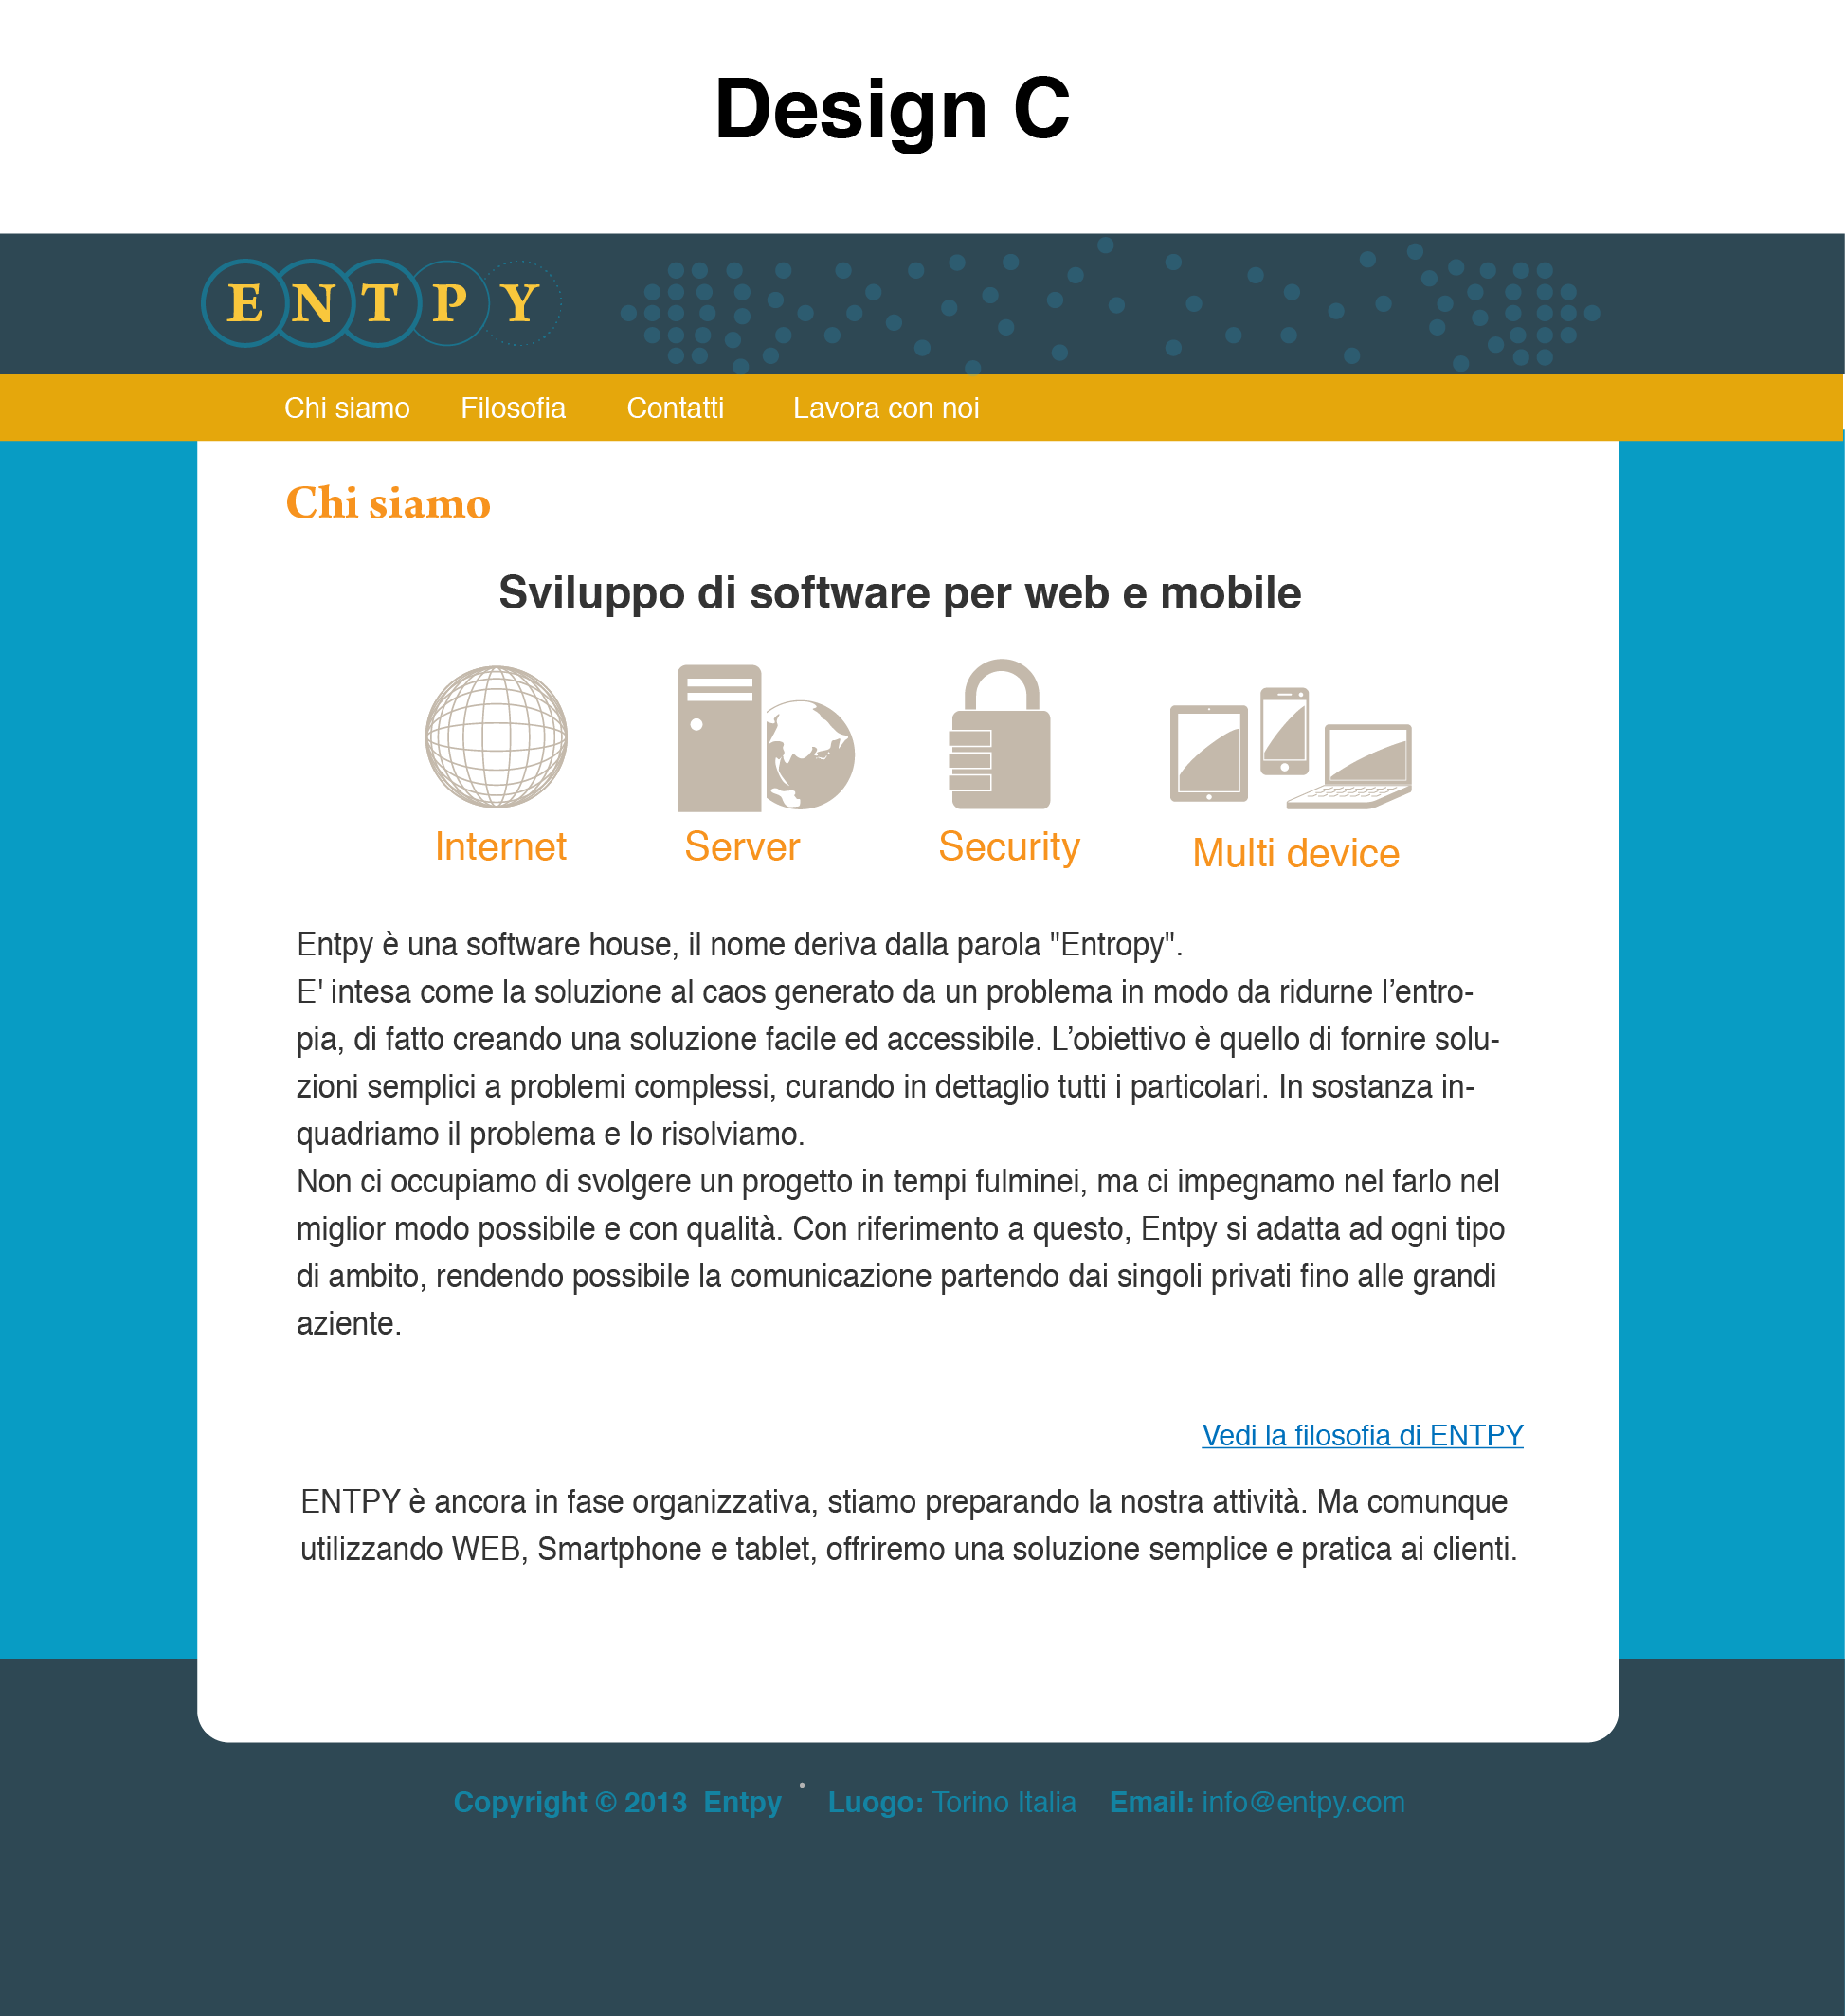 Design C
ENTPY
Chi siamo Filosofia Contatti Lavora con noi
Chi siamo
Sviluppo di software per web e mobile
Internet Server Security Multi device
Entpy è una software house, il nome deriva dalla parola "Entropy".
E' intesa come la soluzione al caos generato da un problema in modo da ridurne l’entro-
pia, di fatto creando una soluzione facile ed accessibile. L’obiettivo è quello di fornire solu-
zioni semplici a problemi complessi, curando in dettaglio tutti i particolari. In sostanza in-
quadriamo il problema e lo risolviamo.
Non ci occupiamo di svolgere un progetto in tempi fulminei, ma ci impegnamo nel farlo nel
miglior modo possibile e con qualità. Con riferimento a questo, Entpy si adatta ad ogni tipo
di ambito, rendendo possibile la comunicazione partendo dai singoli privati fino alle grandi
aziente.
Vedi la filosofia di ENTPY
ENTPY è ancora in fase organizzativa, stiamo preparando la nostra attività. Ma comunque
utilizzando WEB, Smartphone e tablet, offriremo una soluzione semplice e pratica ai clienti.
Copyright © 2013 Entpy • Luogo: Torino Italia Email: info@entpy.com